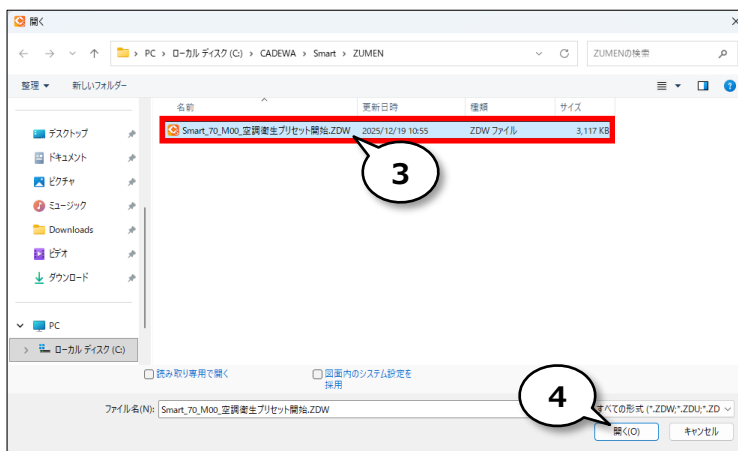 開く
PC › ローカル ディスク (C:) › CADEWA › Smart › ZUMEN
ZUMENの検索
整理
新しいフォルダー
名前
更新日時
種類
サイズ
Smart_70_M00_空調衛生プリセット開始.ZDW
2025/12/19 10:55
ZDW ファイル
3,117 KB
3
デスクトップ
ドキュメント
ピクチャ
ミュージック
Downloads
ビデオ
ダウンロード
PC
ローカル ディスク (C:)
読み取り専用で開く
図面内のシステム設定を
採用
4
ファイル名(N):
Smart_70_M00_空調衛生プリセット開始.ZDW
すべての形式 (*.ZDW;*.ZDU;*.ZD
開く(O)
キャンセル